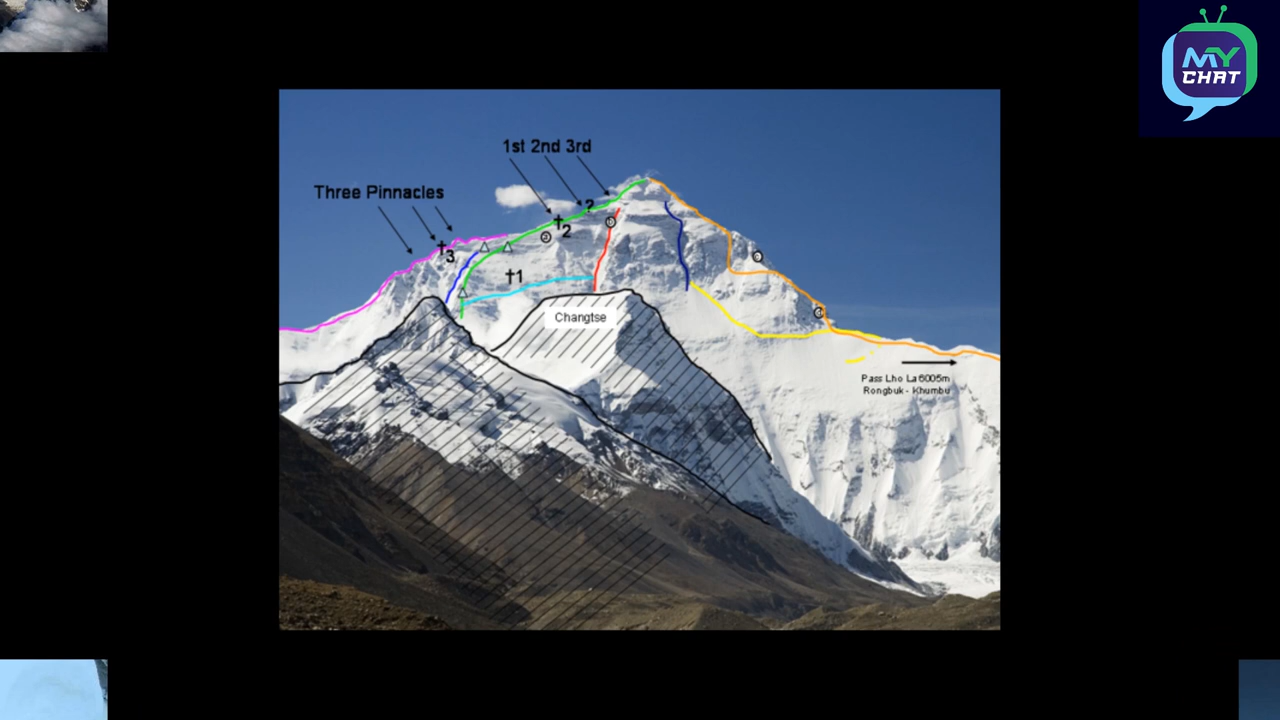 MY
CHAT
1st 2nd 3rd
Three Pinnacles
?
†2
†3
†1
Changtse
Pass Lho La 6005m
Rongbuk - Khumbu